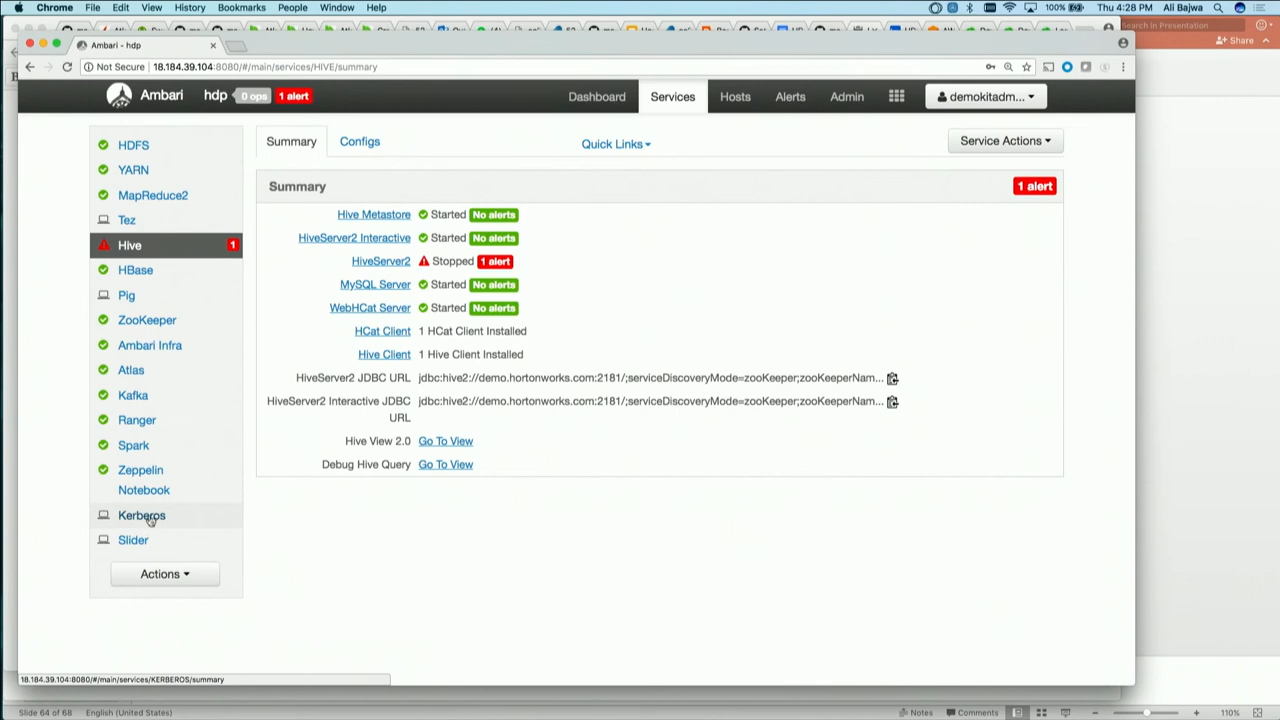 Chrome File Edit View History Bookmarks People Window Help
100% Thu 4:28 PM Ali Bajwa
Search in Presentation
Share
Ambari - hdp
Not Secure 18.184.39.104:8080/#/main/services/HIVE/summary
Ambari hdp 0 ops 1 alert Dashboard Services Hosts Alerts Admin demokitadm...
HDFS
YARN
MapReduce2
Tez
Hive 1
HBase
Pig
ZooKeeper
Ambari Infra
Atlas
Kafka
Ranger
Spark
Zeppelin
Notebook
Kerberos
Slider
Actions
Summary Configs Quick Links Service Actions
Summary 1 alert
Hive Metastore Started No alerts
HiveServer2 Interactive Started No alerts
HiveServer2 Stopped 1 alert
MySQL Server Started No alerts
WebHCat Server Started No alerts
HCat Client 1 HCat Client Installed
Hive Client 1 Hive Client Installed
HiveServer2 JDBC URL jdbc:hive2://demo.hortonworks.com:2181/;serviceDiscoveryMode=zooKeeper;zooKeeperNam...
HiveServer2 Interactive JDBC jdbc:hive2://demo.hortonworks.com:2181/;serviceDiscoveryMode=zooKeeper;zooKeeperNam...
URL
Hive View 2.0 Go To View
Debug Hive Query Go To View
18.184.39.104:8080/#/main/services/KERBEROS/summary
Slide 64 of 68 English (United States) Notes Comments 110%